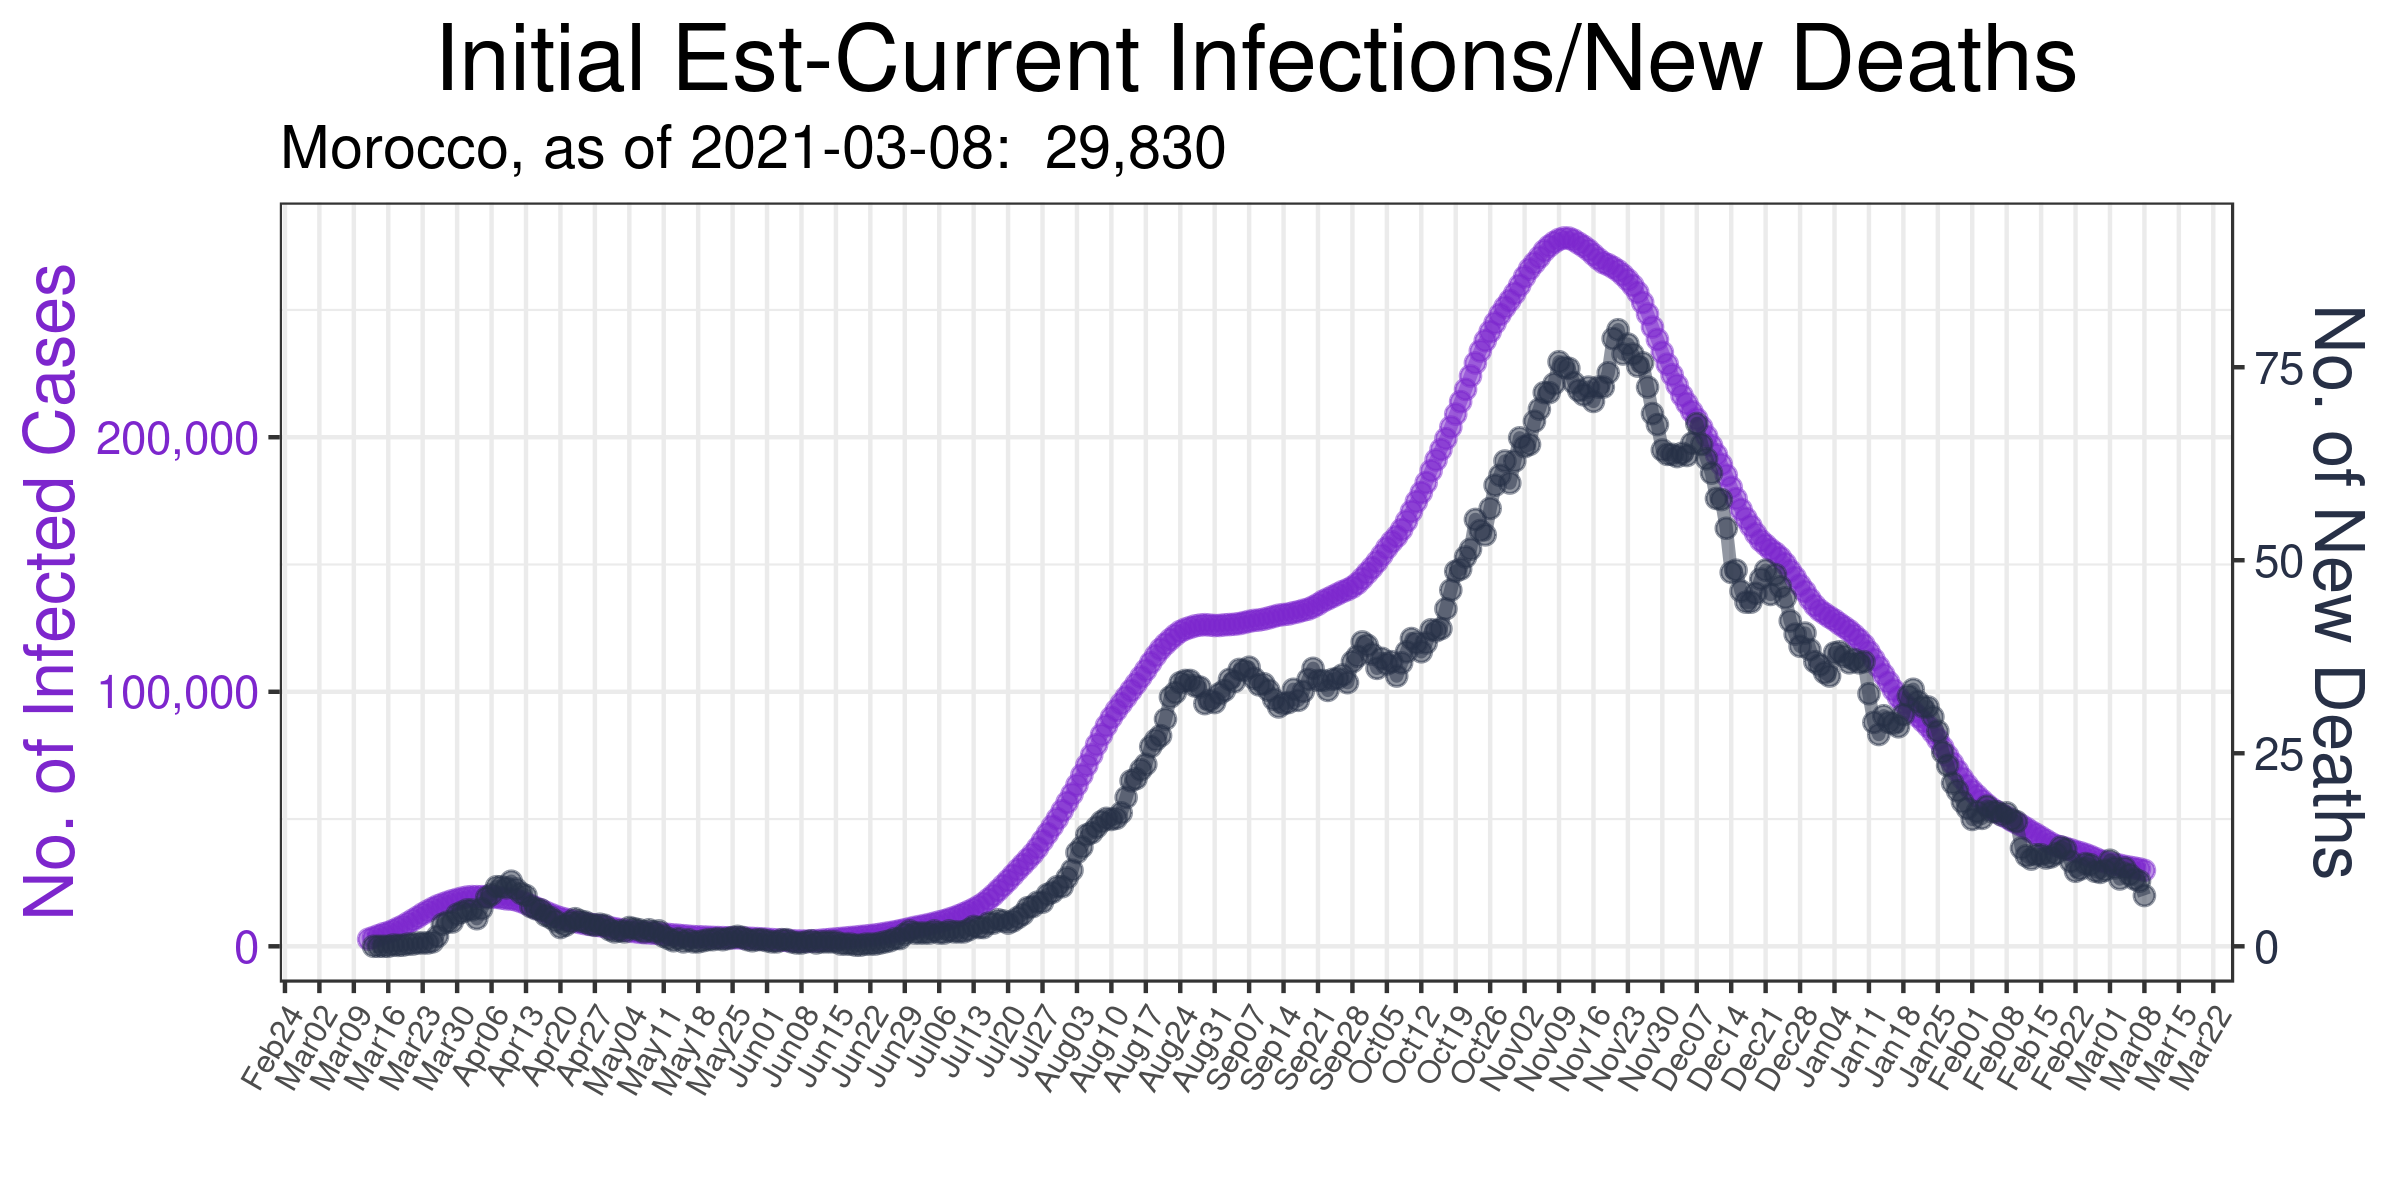 Initial Est-Current Infections/New Deaths
Morocco, as of 2021-03-08: 29,830
No. of Infected Cases
200,000
100,000
0
75
50
25
0
No. of New Deaths
Feb24
Mar02
Mar09
Mar16
Mar23
Mar30
Apr06
Apr13
Apr20
Apr27
May04
May11
May18
May25
Jun01
Jun08
Jun15
Jun22
Jun29
Jul06
Jul13
Jul20
Jul27
Aug03
Aug10
Aug17
Aug24
Aug31
Sep07
Sep14
Sep21
Sep28
Oct05
Oct12
Oct19
Oct26
Nov02
Nov09
Nov16
Nov23
Nov30
Dec07
Dec14
Dec21
Dec28
Jan04
Jan11
Jan18
Jan25
Feb01
Feb08
Feb15
Feb22
Mar01
Mar08
Mar15
Mar22